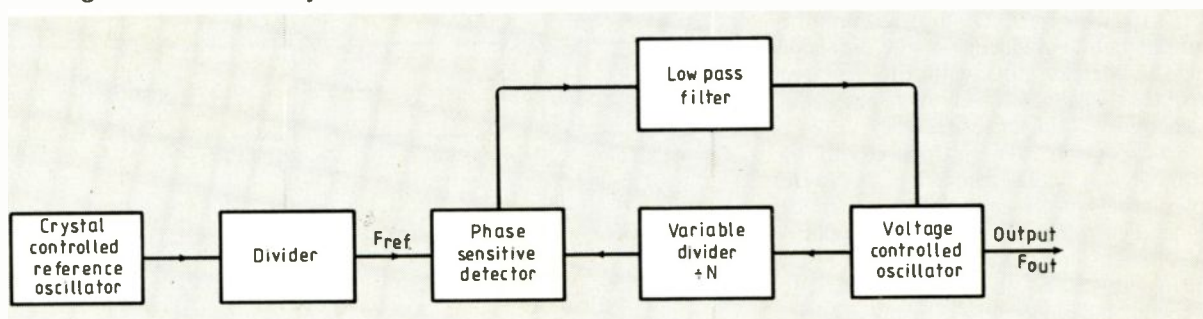 Low pass
filter
Crystal
controlled
reference
oscillator
Divider
Fref
Phase
sensitive
detector
Variable
divider
÷N
Voltage
controlled
oscillator
Output
Fout